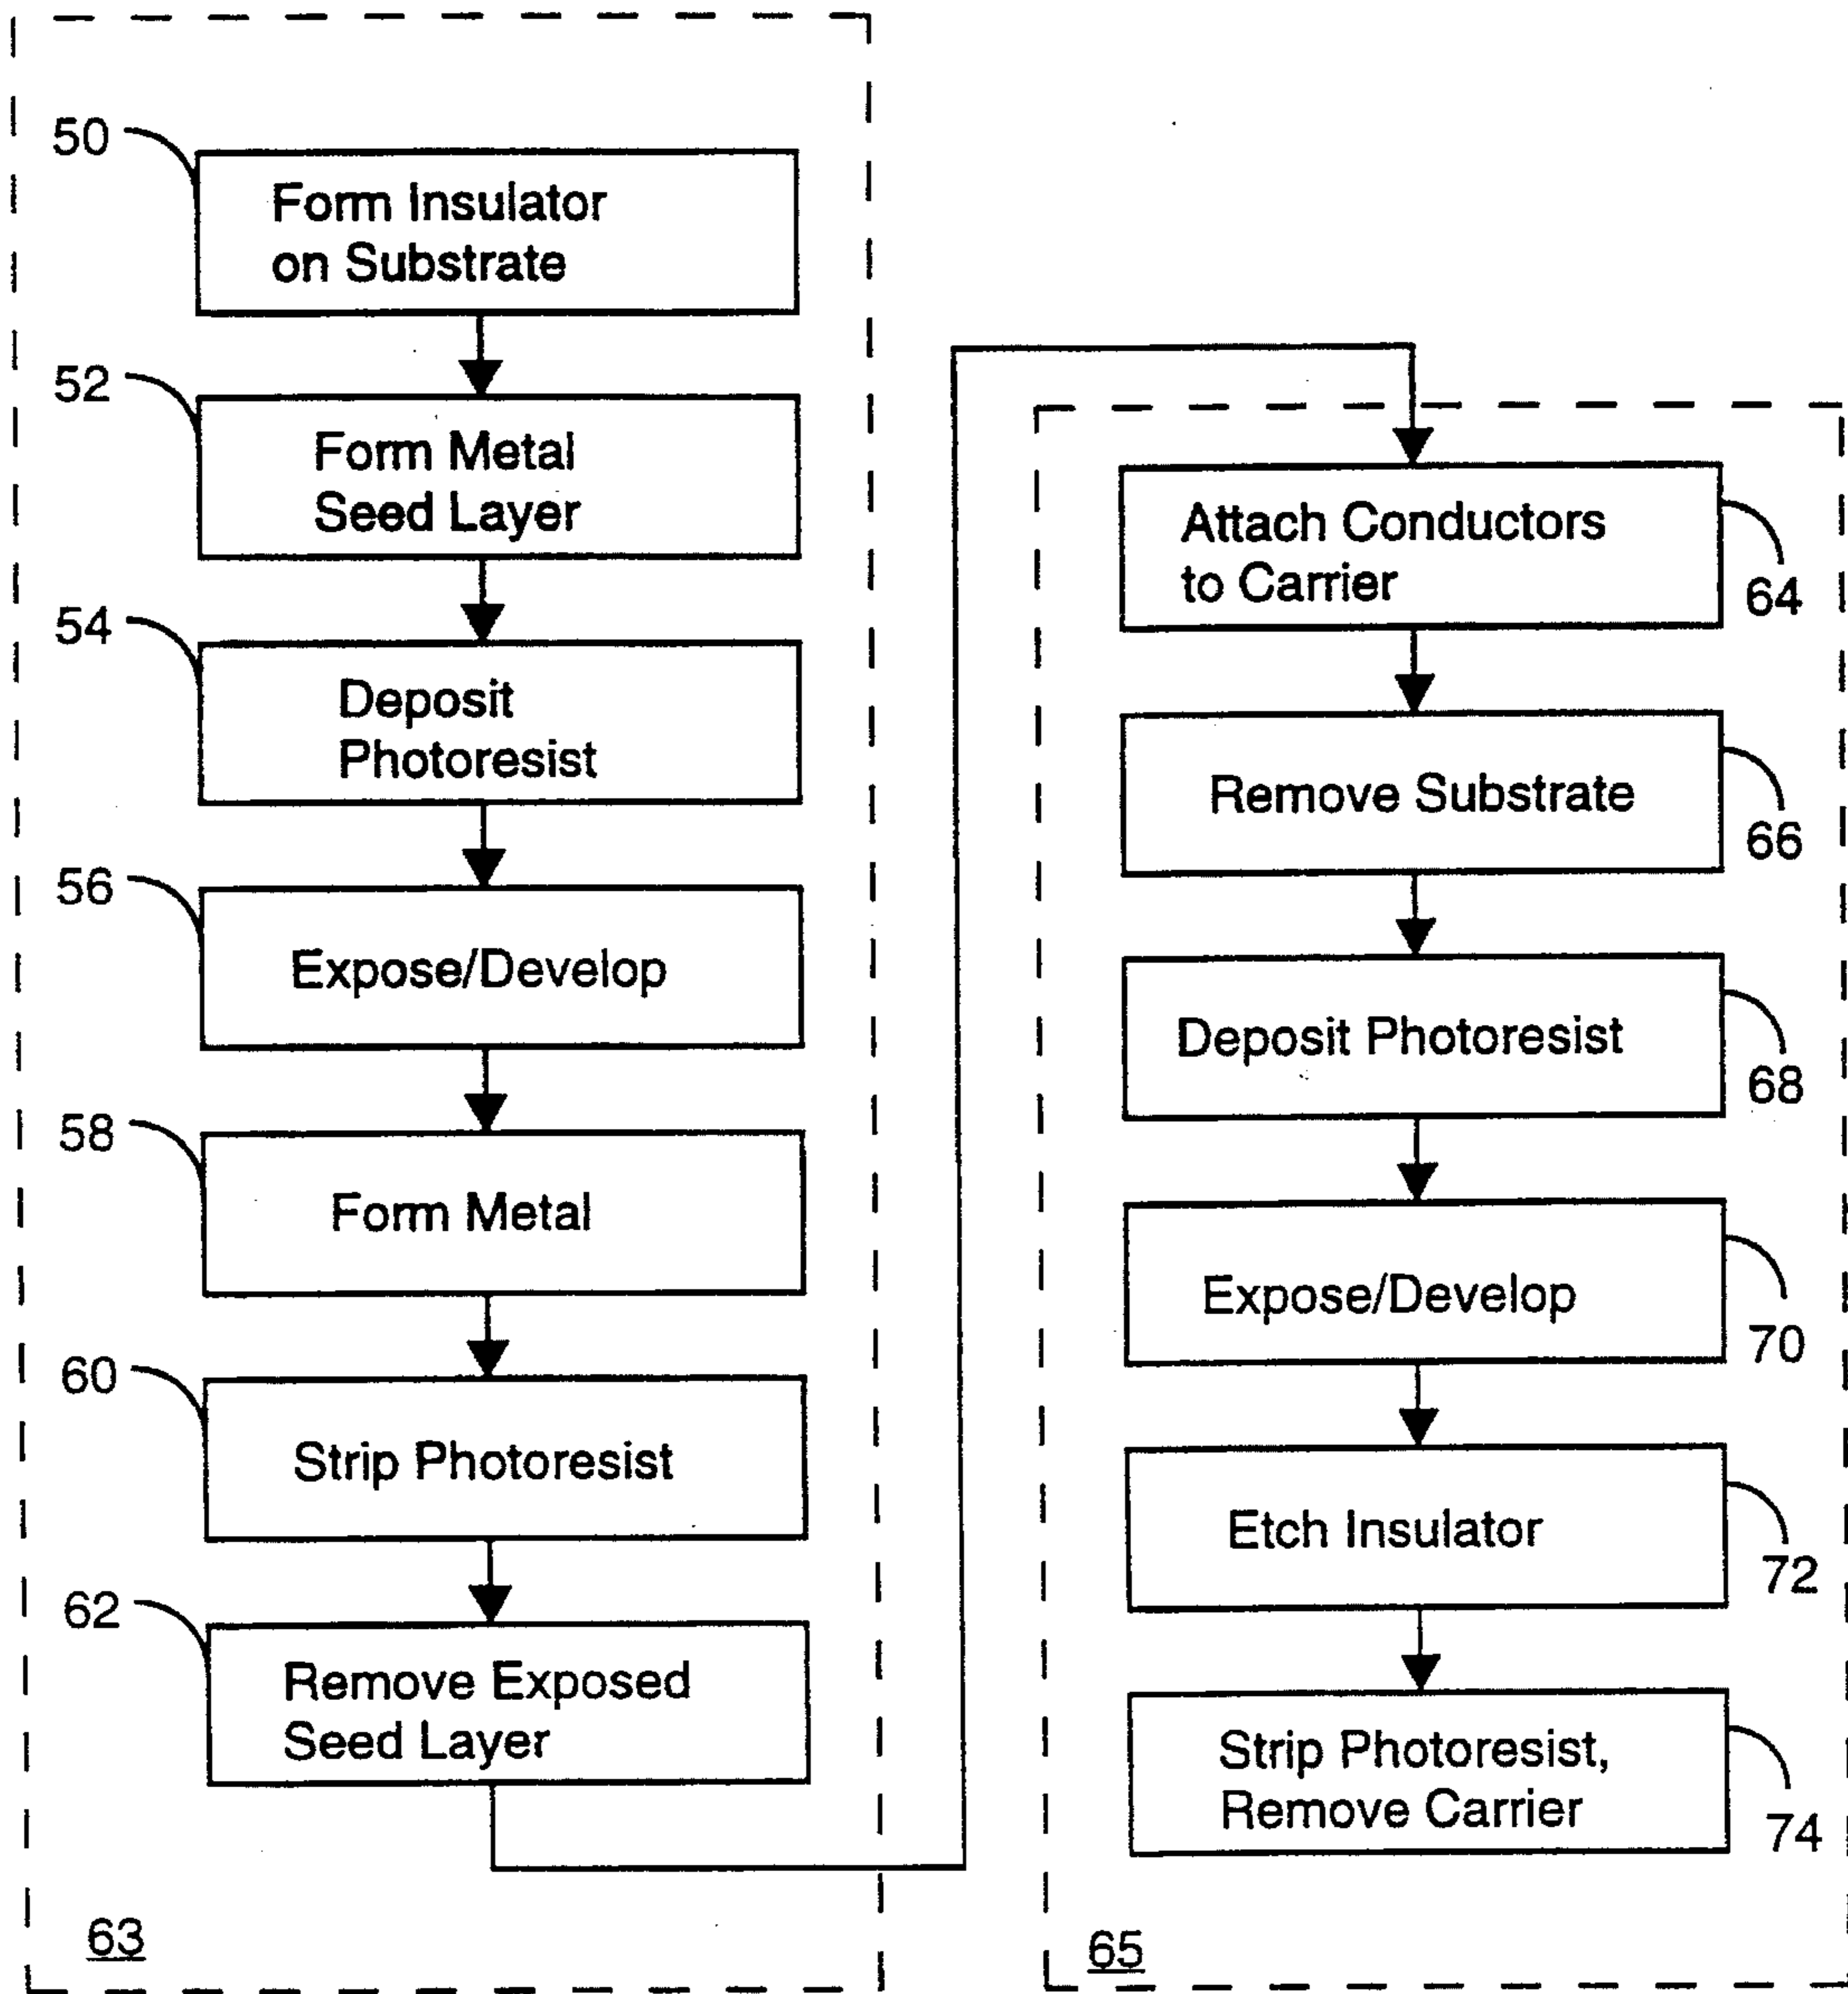 50
Form Insulator
on Substrate
52
Form Metal
Seed Layer
54
Deposit
Photoresist
56
Expose/Develop
58
Form Metal
60
Strip Photoresist
62
Remove Exposed
Seed Layer
63
Attach Conductors
to Carrier
64
Remove Substrate
66
Deposit Photoresist
68
Expose/Develop
70
Etch Insulator
72
Strip Photoresist,
Remove Carrier
74
65